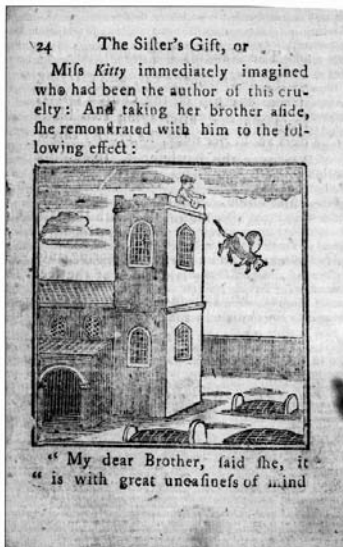 24 The Siſter's Gift, or
Miſs Kitty immediately imagined
who had been the author of this cru-
elty: And taking her brother aſide,
ſhe remonſtrated with him to the fol-
lowing effect:
“ My dear Brother, ſaid ſhe, it
“ is with great uneaſineſs of mind